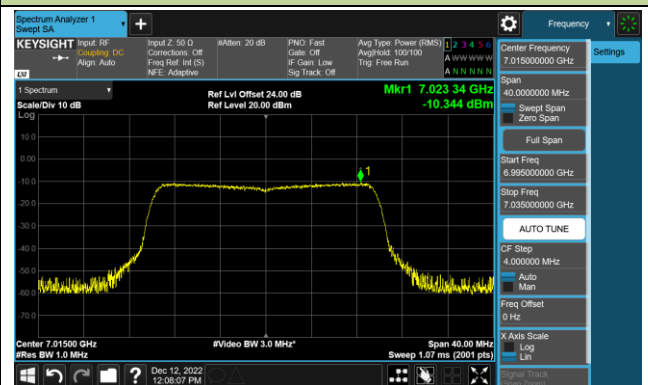 Spectrum Analyzer 1
Swept SA
+
Frequency
KEYSIGHT
Input: RF
Coupling: DC
Align: Auto
Input Z: 50 Ω
Corrections: Off
Freq Ref: Int (S)
NFE: Adaptive
#Atten: 20 dB
PNO: Fast
Gate: Off
IF Gain: Low
Sig Track: Off
Avg Type: Power (RMS)
Avg|Hold: 100/100
Trig: Free Run
1 2 3 4 5 6
A W W W W W
A N N N N N
LXI
1 Spectrum
Scale/Div 10 dB
Log
Ref Lvl Offset 24.00 dB
Ref Level 20.00 dBm
Mkr1 7.023 34 GHz
-10.344 dBm
10.0
0.00
-10.0
-20.0
-30.0
-40.0
-50.0
-60.0
-70.0
1
Center 7.01500 GHz
#Res BW 1.0 MHz
#Video BW 3.0 MHz*
Span 40.00 MHz
Sweep 1.07 ms (2001 pts)
Center Frequency
7.015000000 GHz
Settings
Span
40.0000000 MHz
Swept Span
Zero Span
Full Span
Start Freq
6.995000000 GHz
Stop Freq
7.035000000 GHz
AUTO TUNE
CF Step
4.000000 MHz
Auto
Man
Freq Offset
0 Hz
X Axis Scale
Log
Lin
Signal Track
(Span Zoom)
?
Dec 12, 2022
12:08:07 PM